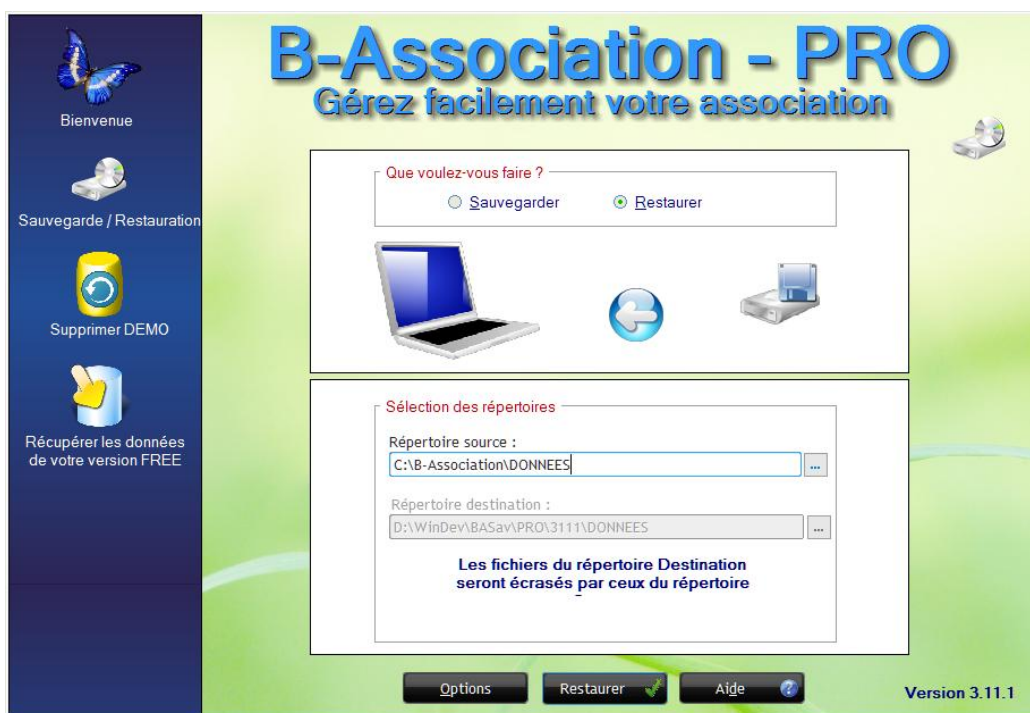 B-Association - PRO
Gérez facilement votre association
Bienvenue
Sauvegarde / Restauration
Supprimer DEMO
Récupérer les données
de votre version FREE
Que voulez-vous faire ?
Sauvegarder
Restaurer
Sélection des répertoires
Répertoire source :
C:\B-Association\DONNEES
...
Répertoire destination :
D:\WinDev\BASav\PRO\3111\DONNEES
...
Les fichiers du répertoire Destination
seront écrasés par ceux du répertoire
Options
Restaurer
Aide
?
Version 3.11.1